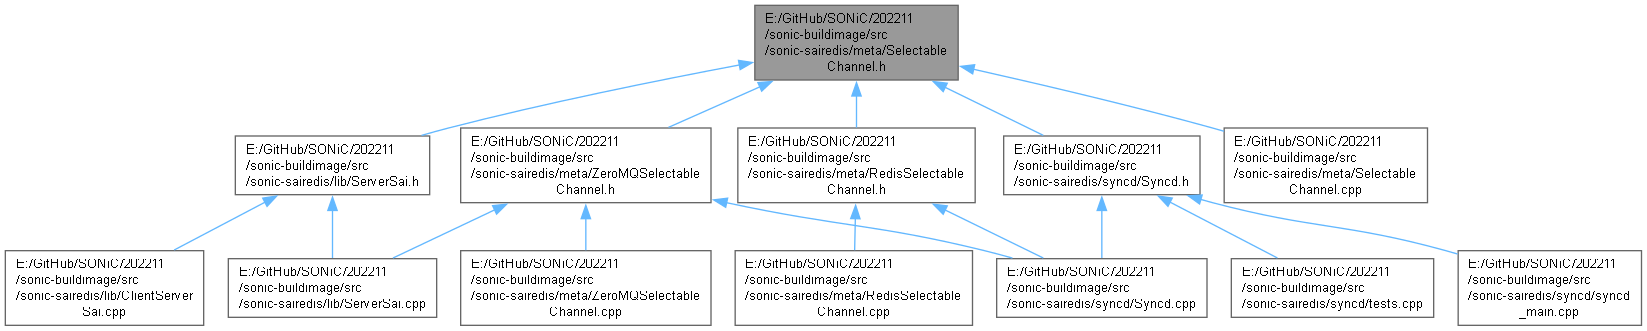 E:/GitHub/SONiC/202211
/sonic-buildimage/src
/sonic-sairedis/meta/Selectable
Channel.h
E:/GitHub/SONiC/202211
/sonic-buildimage/src
/sonic-sairedis/lib/ServerSai.h
E:/GitHub/SONiC/202211
/sonic-buildimage/src
/sonic-sairedis/meta/ZeroMQSelectable
Channel.h
E:/GitHub/SONiC/202211
/sonic-buildimage/src
/sonic-sairedis/meta/RedisSelectable
Channel.h
E:/GitHub/SONiC/202211
/sonic-buildimage/src
/sonic-sairedis/syncd/Syncd.h
E:/GitHub/SONiC/202211
/sonic-buildimage/src
/sonic-sairedis/meta/Selectable
Channel.cpp
E:/GitHub/SONiC/202211
/sonic-buildimage/src
/sonic-sairedis/lib/ClientServer
Sai.cpp
E:/GitHub/SONiC/202211
/sonic-buildimage/src
/sonic-sairedis/lib/ServerSai.cpp
E:/GitHub/SONiC/202211
/sonic-buildimage/src
/sonic-sairedis/meta/ZeroMQSelectable
Channel.cpp
E:/GitHub/SONiC/202211
/sonic-buildimage/src
/sonic-sairedis/meta/RedisSelectable
Channel.cpp
E:/GitHub/SONiC/202211
/sonic-buildimage/src
/sonic-sairedis/syncd/Syncd.cpp
E:/GitHub/SONiC/202211
/sonic-buildimage/src
/sonic-sairedis/syncd/tests.cpp
E:/GitHub/SONiC/202211
/sonic-buildimage/src
/sonic-sairedis/syncd/syncd
_main.cpp